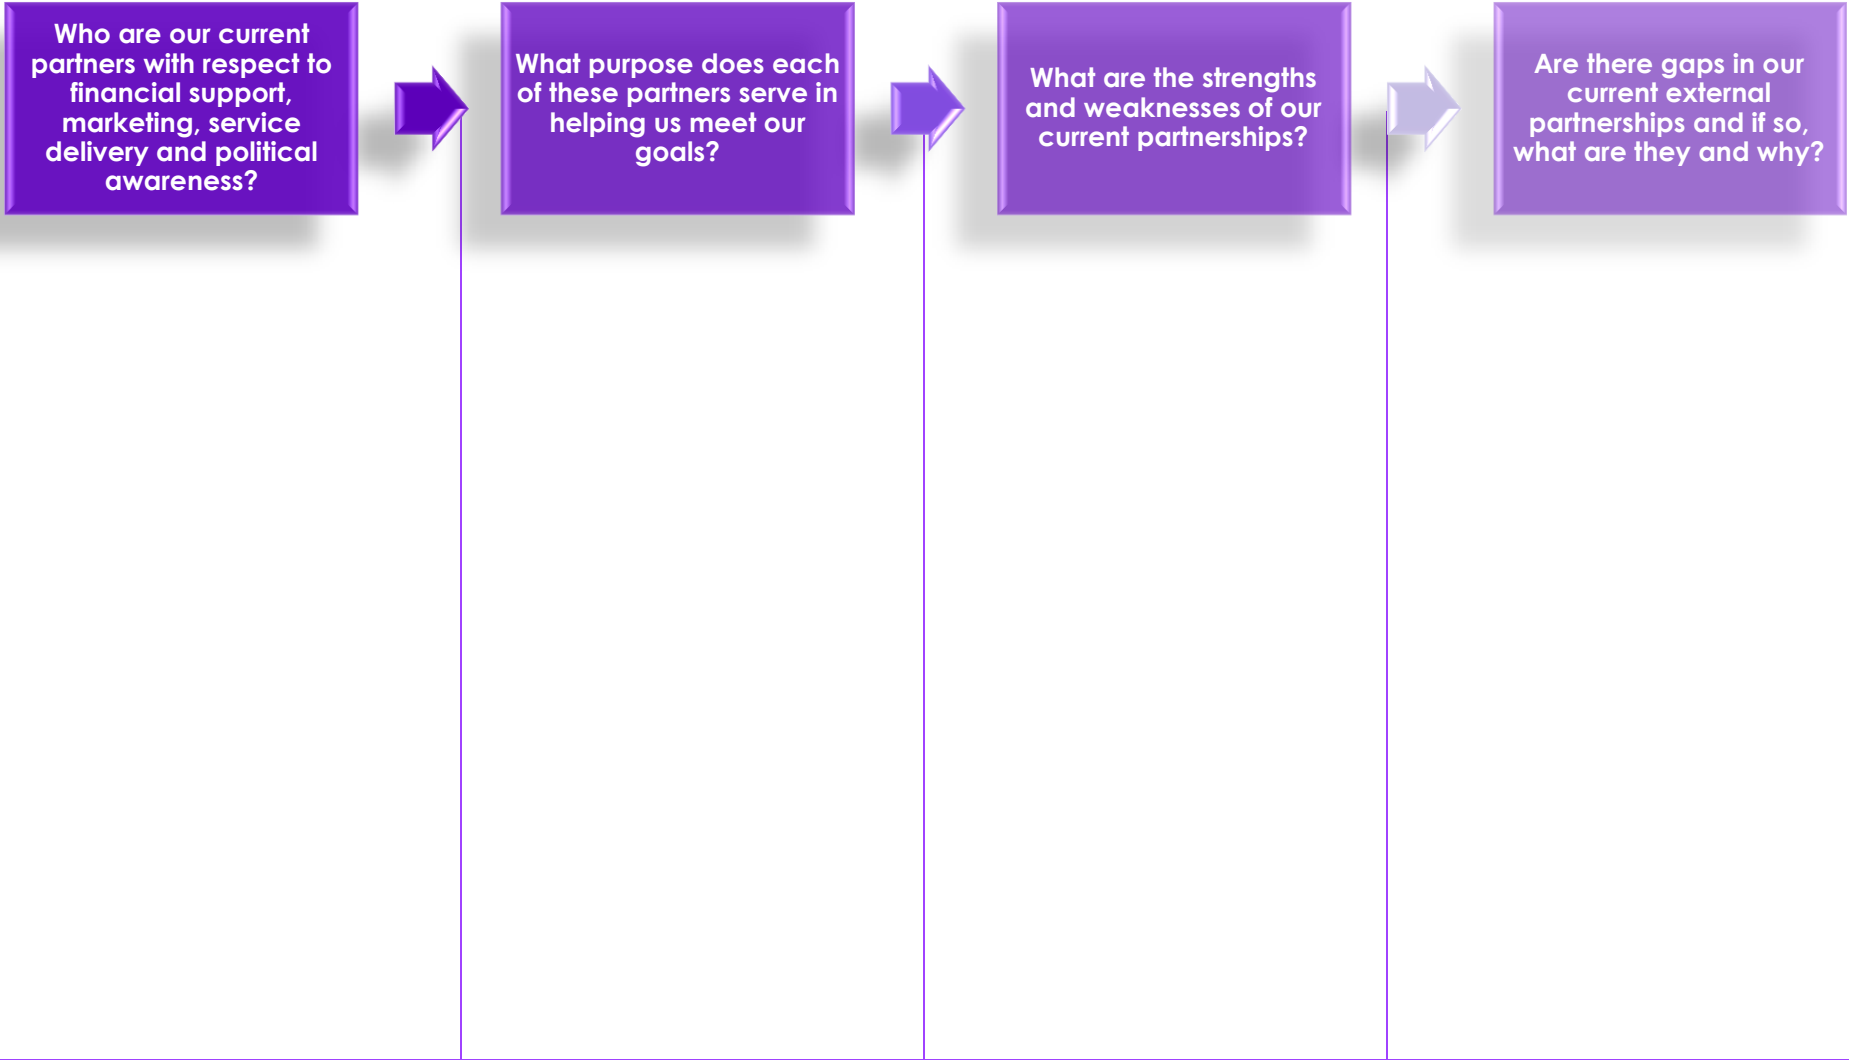 Who are our current
partners with respect to
financial support,
marketing, service
delivery and political
awareness?
What purpose does each
of these partners serve in
helping us meet our
goals?
What are the strengths
and weaknesses of our
current partnerships?
Are there gaps in our
current external
partnerships and if so,
what are they and why?